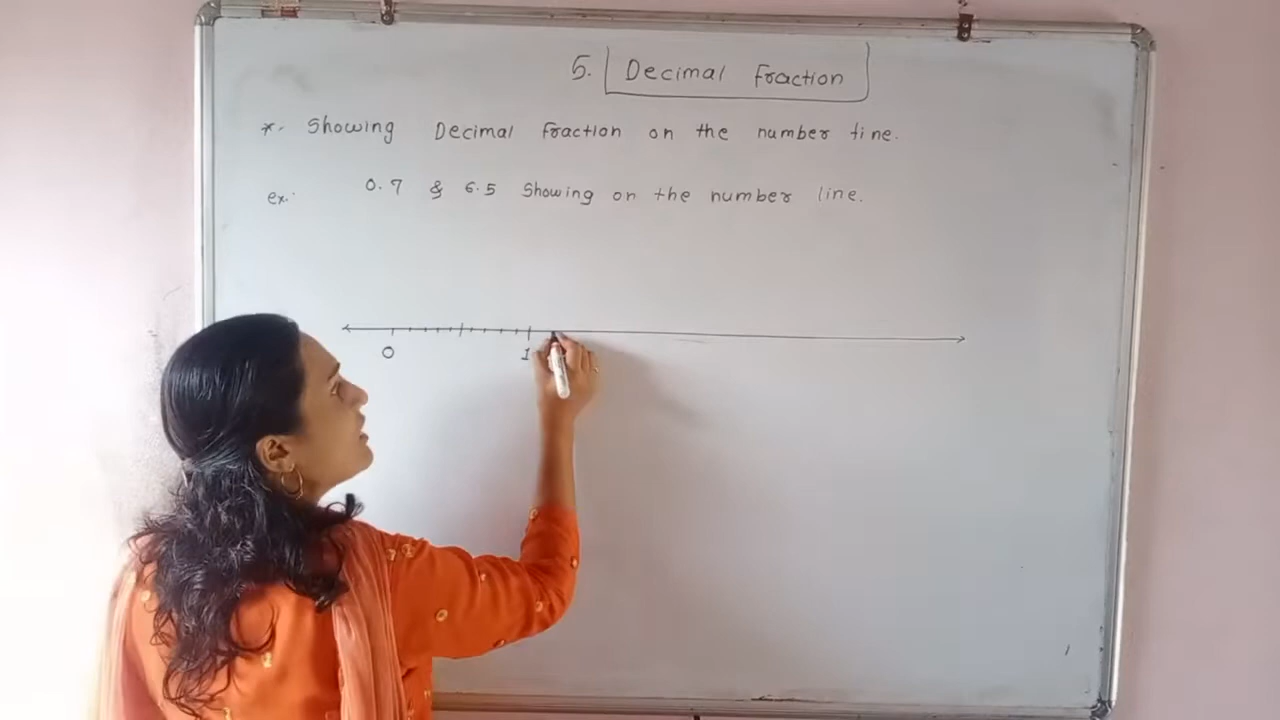 5. Decimal Fraction
*. Showing Decimal Fraction on the number line.
ex:- 0.7 & 6.5 Showing on the number line.
0 1